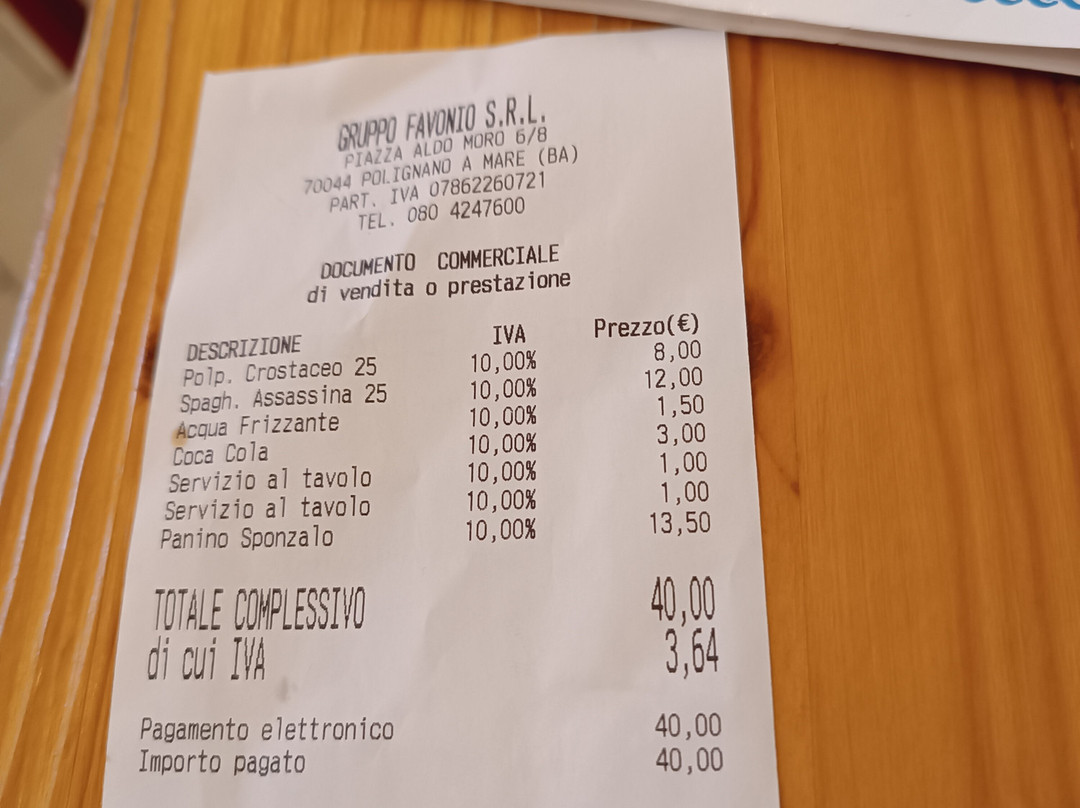 GRUPPO FAVONIO S.R.L.
PIAZZA ALDO MORO 6/8
70044 POLIGNANO A MARE (BA)
PART. IVA 07862260721
TEL. 080 4247600
DOCUMENTO COMMERCIALE
di vendita o prestazione
DESCRIZIONE IVA Prezzo(€)
Polp. Crostaceo 25 10,00% 8,00
Spagh. Assassina 25 10,00% 12,00
Acqua Frizzante 10,00% 1,50
Coca Cola 10,00% 3,00
Servizio al tavolo 10,00% 1,00
Servizio al tavolo 10,00% 1,00
Panino Sponzalo 10,00% 13,50
TOTALE COMPLESSIVO 40,00
di cui IVA 3,64
Pagamento elettronico 40,00
Importo pagato 40,00